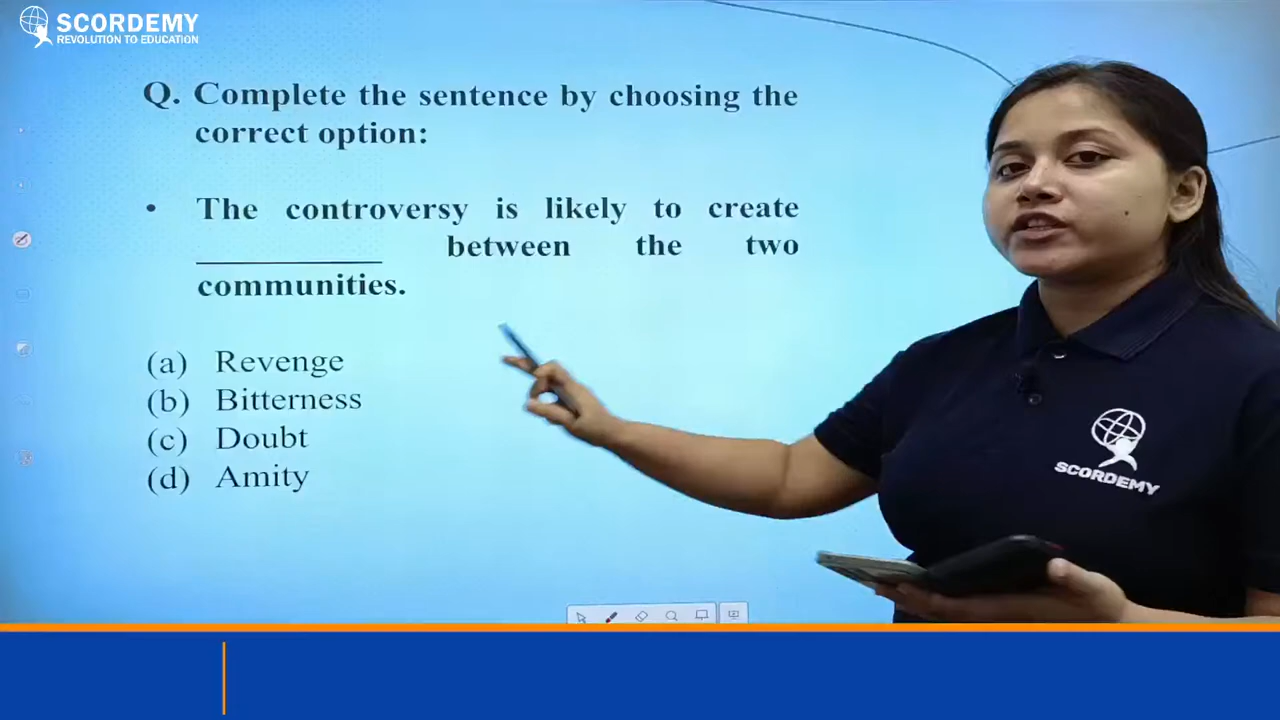 SCORDEMY
REVOLUTION TO EDUCATION
Q. Complete the sentence by choosing the
correct option:
• The controversy is likely to create
____________ between the two
communities.
(a) Revenge
(b) Bitterness
(c) Doubt
(d) Amity
SCORDEMY